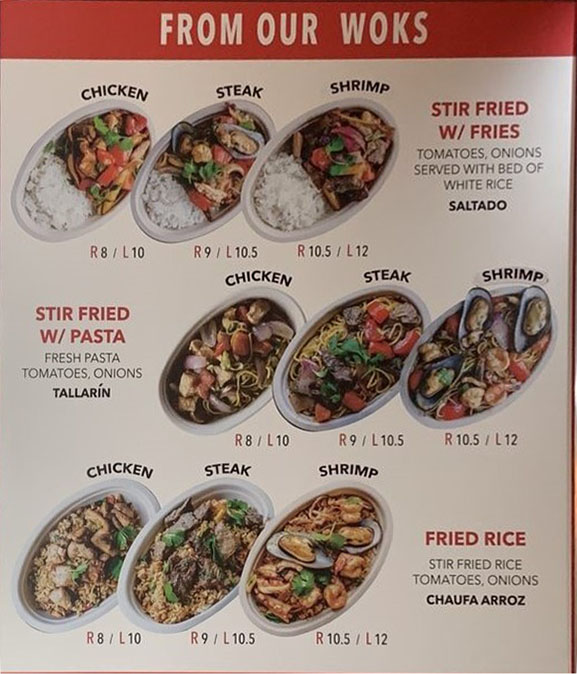 FROM OUR WOKS
CHICKEN
STEAK
SHRIMP
STIR FRIED
W/ FRIES
TOMATOES, ONIONS
SERVED WITH BED OF
WHITE RICE
SALTADO
R 8 / L 10
R 9 / L 10.5
R 10.5 / L 12
CHICKEN
STEAK
SHRIMP
STIR FRIED
W/ PASTA
FRESH PASTA
TOMATOES, ONIONS
TALLARÍN
R 8 / L 10
R 9 / L 10.5
R 10.5 / L 12
CHICKEN
STEAK
SHRIMP
FRIED RICE
STIR FRIED RICE
TOMATOES, ONIONS
CHAUFA ARROZ
R 8 / L 10
R 9 / L 10.5
R 10.5 / L 12